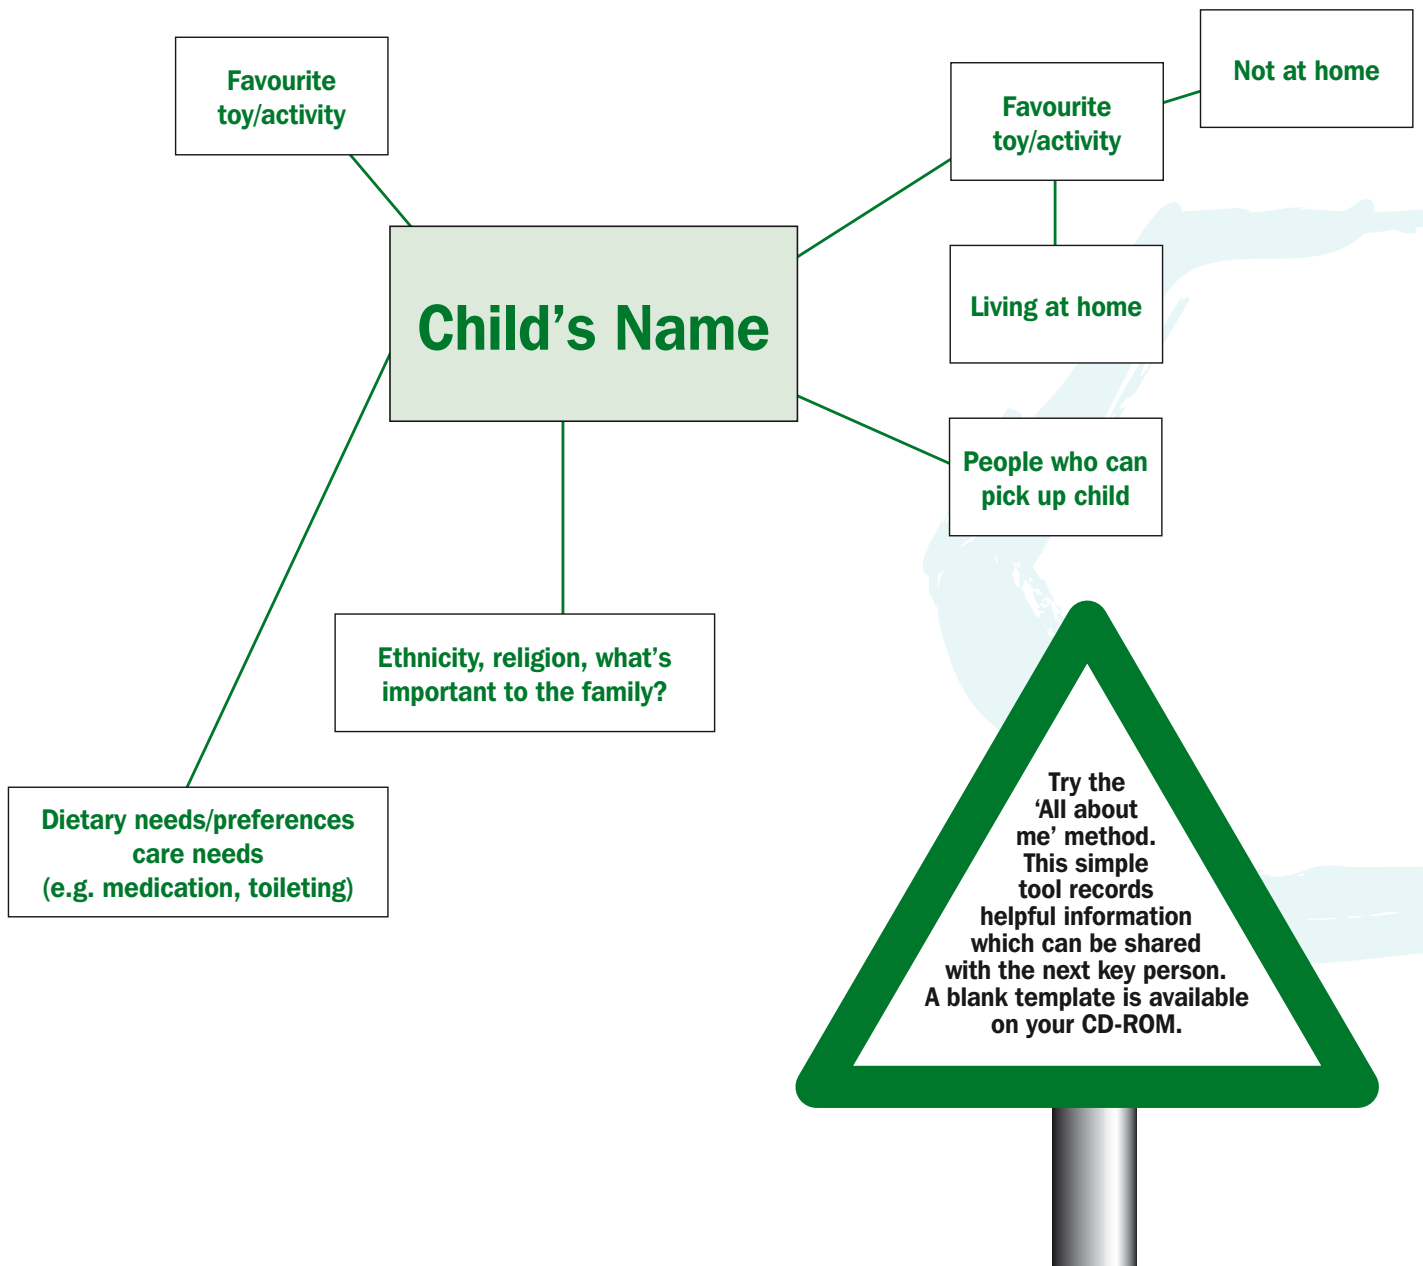 Not at home
Favourite
toy/activity
Favourite
toy/activity
Child’s Name
Living at home
People who can
pick up child
Ethnicity, religion, what’s
important to the family?
Dietary needs/preferences
care needs
(e.g. medication, toileting)
Try the
‘All about
me’ method.
This simple
tool records
helpful information
which can be shared
with the next key person.
A blank template is available
on your CD-ROM.